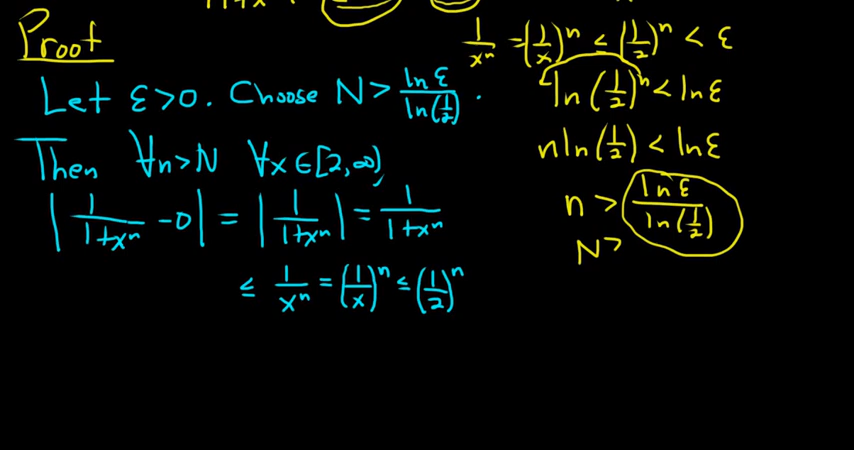 1+x
Proof
Let ε>0. Choose N > ln ε / ln(1/2).
Then ∀n>N ∀x∈[2,∞),
|1/(1+xⁿ) - 0| = |1/(1+xⁿ)| = 1/(1+xⁿ)
≤ 1/xⁿ = (1/x)ⁿ ≤ (1/2)ⁿ
1/xⁿ = (1/x)ⁿ ≤ (1/2)ⁿ < ε
ln(1/2)ⁿ < ln ε
n ln(1/2) < ln ε
n > ln ε / ln(1/2)
N >